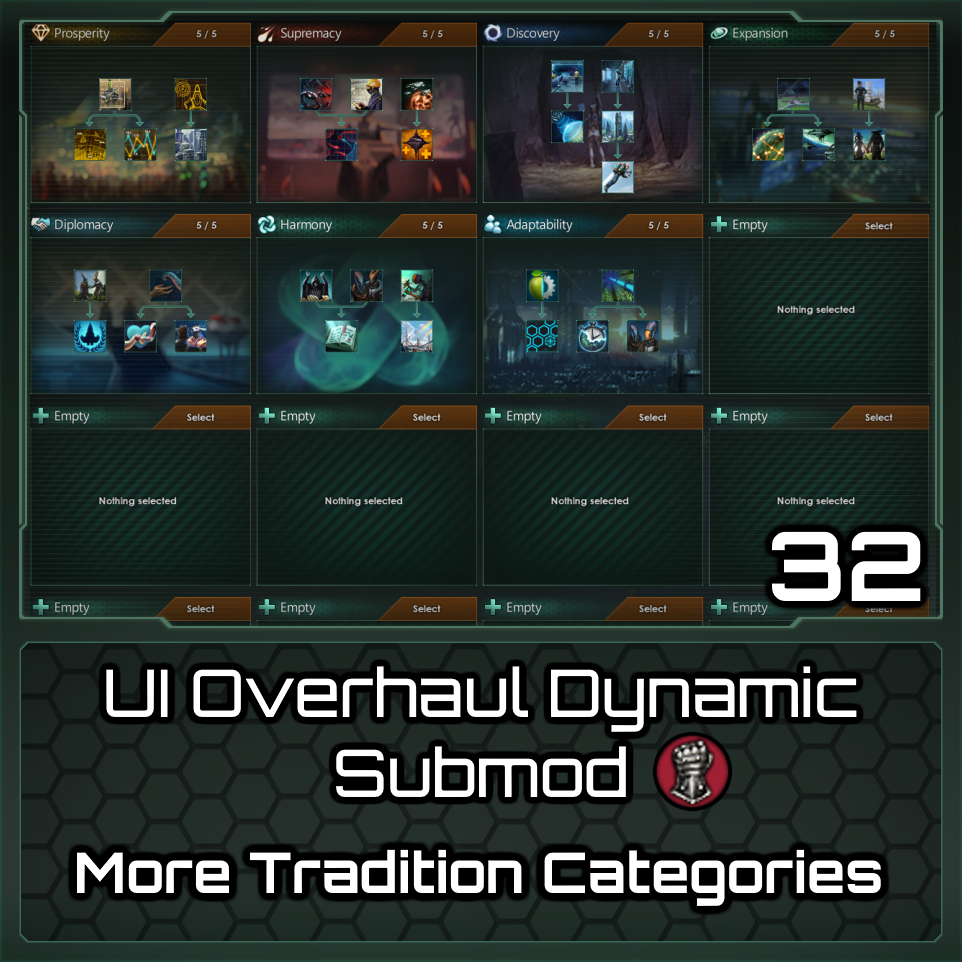 Prosperity 5 / 5 Supremacy 5 / 5 Discovery 5 / 5 Expansion 5 / 5
Diplomacy 5 / 5 Harmony 5 / 5 Adaptability 5 / 5 Empty Select
Nothing selected
Empty Select Empty Select Empty Select Empty Select
Nothing selected Nothing selected Nothing selected Nothing selected
32
Empty Select Empty Select Empty Select Empty Select
UI Overhaul Dynamic
Submod
More Tradition Categories